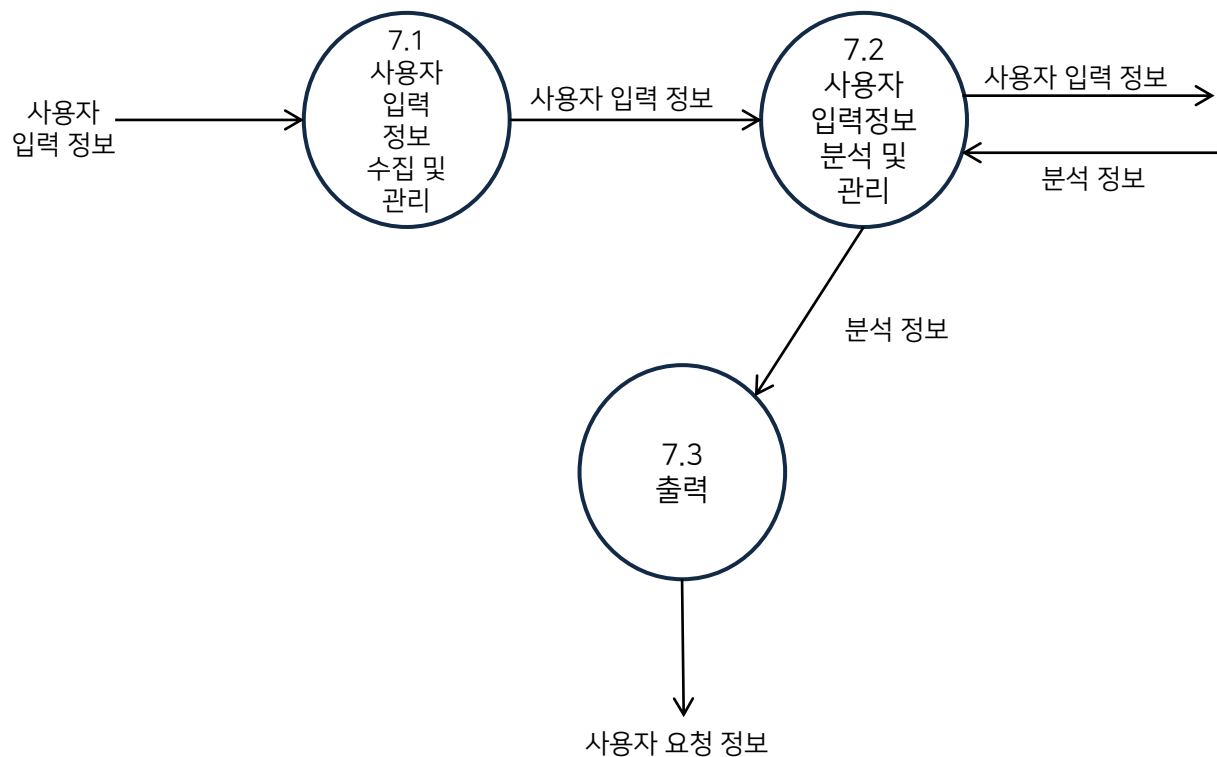 사용자
입력 정보
7.1
사용자
입력
정보
수집 및
관리
사용자 입력 정보
7.2
사용자
입력정보
분석 및
관리
사용자 입력 정보
분석 정보
분석 정보
7.3
출력
사용자 요청 정보